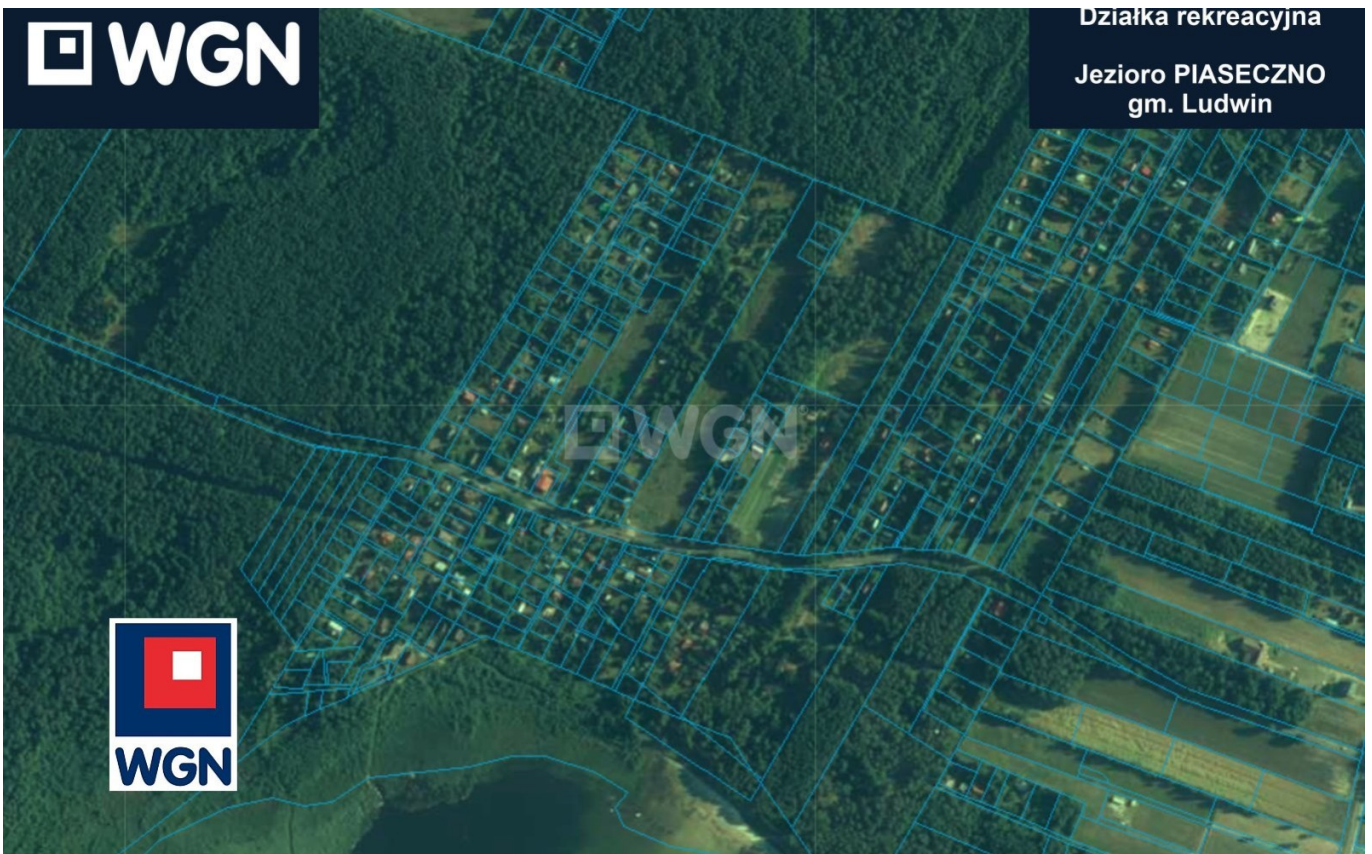 WGN
Działka rekreacyjna
Jezioro PIASECZNO
gm. Ludwin
WGN
WGN